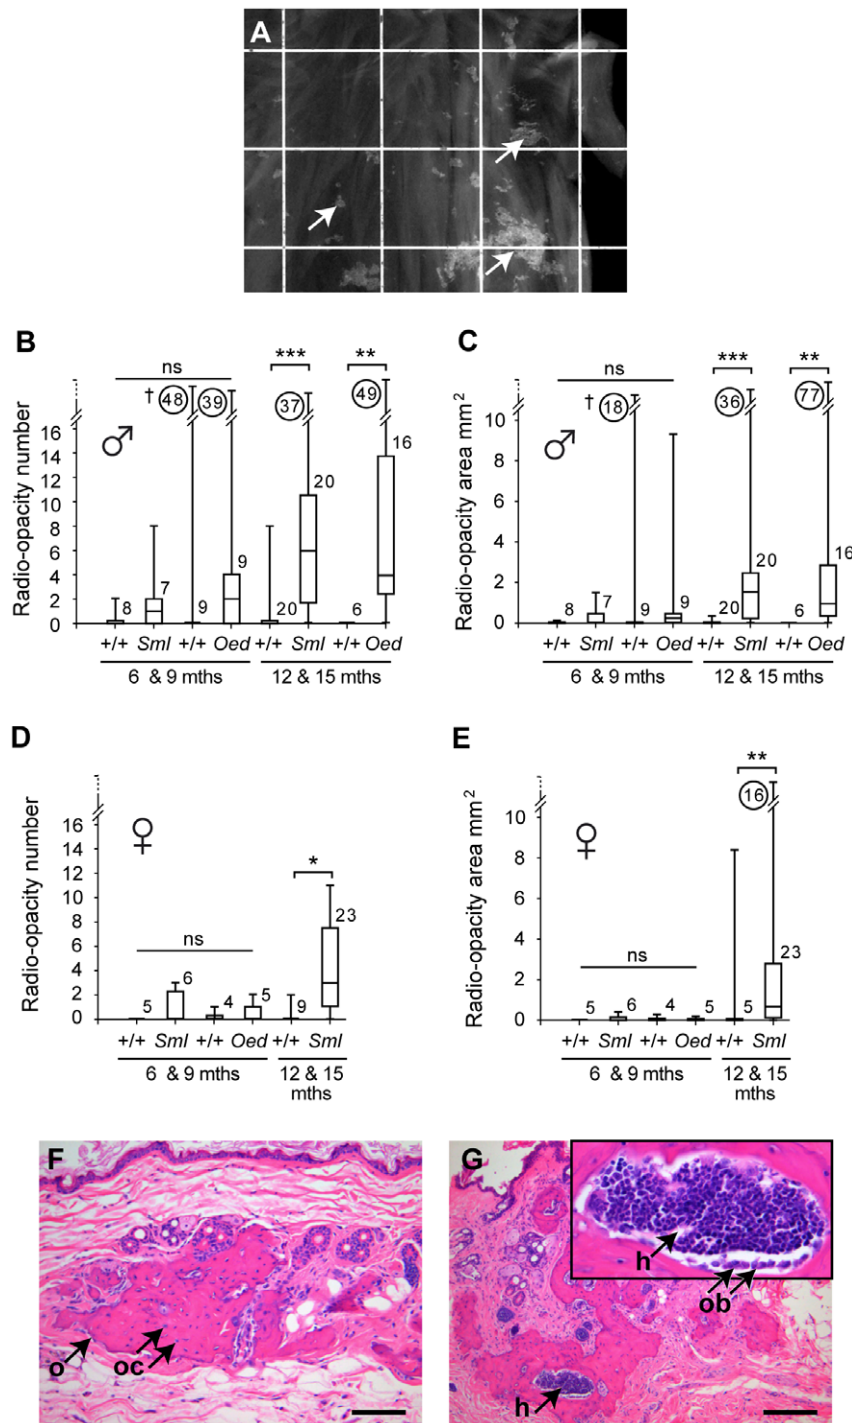 A
B
ns
***
**
† 48 39
37
49
Radio-opacity number
16
14
12
10
8
6
4
2
0
♂
8
7
9
9
20
20
6
16
+/+ Sml +/+ Oed +/+ Sml +/+ Oed
6 & 9 mths
12 & 15 mths
C
ns
***
**
† 18
36
77
Radio-opacity area mm²
10
8
6
4
2
0
♂
8
7
9
9
20
20
6
16
+/+ Sml +/+ Oed +/+ Sml +/+ Oed
6 & 9 mths
12 & 15 mths
D
Radio-opacity number
16
14
12
10
8
6
4
2
0
♀
ns
*
5
6
4
5
9
23
+/+ Sml +/+ Oed +/+ Sml
6 & 9 mths
12 & 15
mths
E
**
16
Radio-opacity area mm²
10
8
6
4
2
0
♀
ns
5
6
4
5
5
23
+/+ Sml +/+ Oed +/+ Sml
6 & 9 mths
12 & 15
mths
F
o
oc
G
h
ob
h